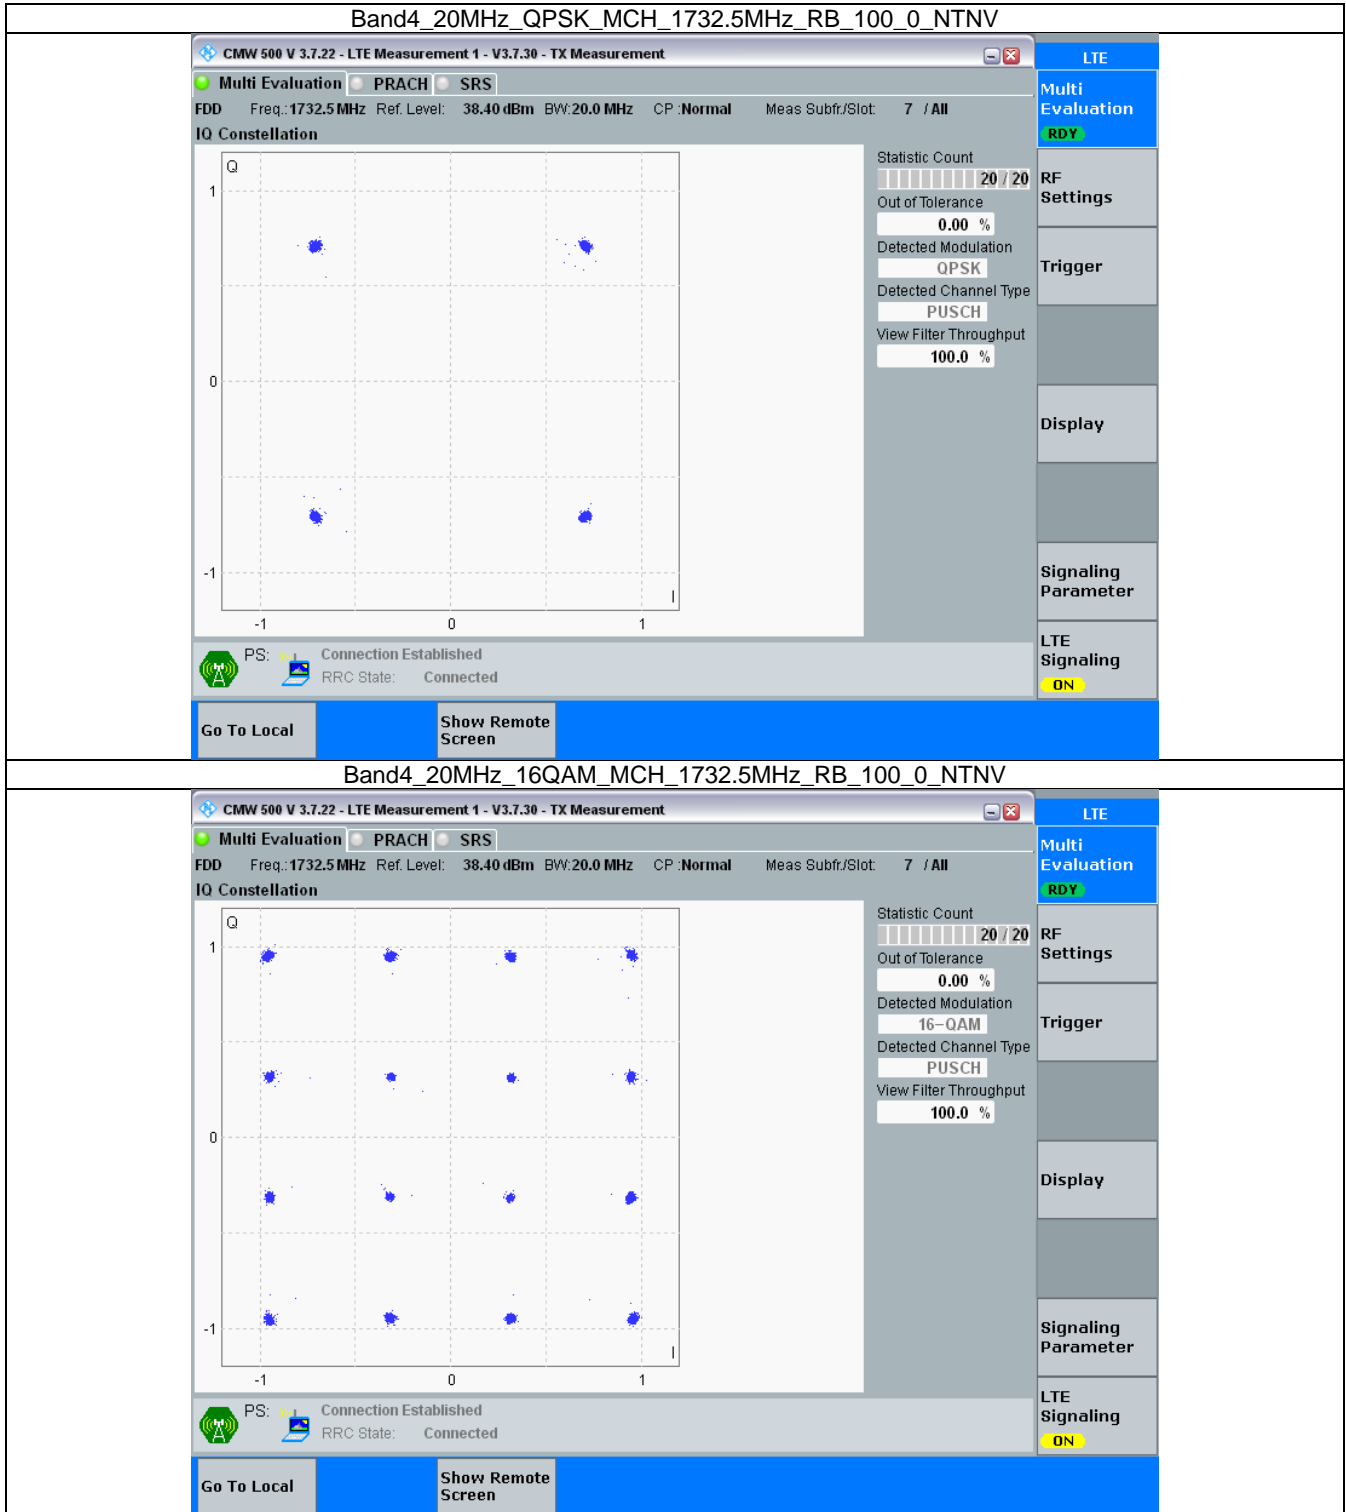 Band4_20MHz_QPSK_MCH_1732.5MHz_RB_100_0_NTNV
CMW 500 V 3.7.22 - LTE Measurement 1 - V3.7.30 - TX Measurement
LTE
Multi Evaluation PRACH SRS
Multi
Evaluation
RDY
FDD Freq.: 1732.5 MHz Ref. Level: 38.40 dBm BW: 20.0 MHz CP : Normal Meas Subfr./Slot: 7 / All
IQ Constellation
Q
1
0
-1
-1 0 1
I
Statistic Count
20 / 20
Out of Tolerance
0.00 %
Detected Modulation
QPSK
Detected Channel Type
PUSCH
View Filter Throughput
100.0 %
RF
Settings
Trigger
Display
Signaling
Parameter
LTE
Signaling
ON
PS: Connection Established
RRC State: Connected
Go To Local
Show Remote
Screen
Band4_20MHz_16QAM_MCH_1732.5MHz_RB_100_0_NTNV
CMW 500 V 3.7.22 - LTE Measurement 1 - V3.7.30 - TX Measurement
LTE
Multi Evaluation PRACH SRS
Multi
Evaluation
RDY
FDD Freq.: 1732.5 MHz Ref. Level: 38.40 dBm BW: 20.0 MHz CP : Normal Meas Subfr./Slot: 7 / All
IQ Constellation
Q
1
0
-1
-1 0 1
I
Statistic Count
20 / 20
Out of Tolerance
0.00 %
Detected Modulation
16-QAM
Detected Channel Type
PUSCH
View Filter Throughput
100.0 %
RF
Settings
Trigger
Display
Signaling
Parameter
LTE
Signaling
ON
PS: Connection Established
RRC State: Connected
Go To Local
Show Remote
Screen